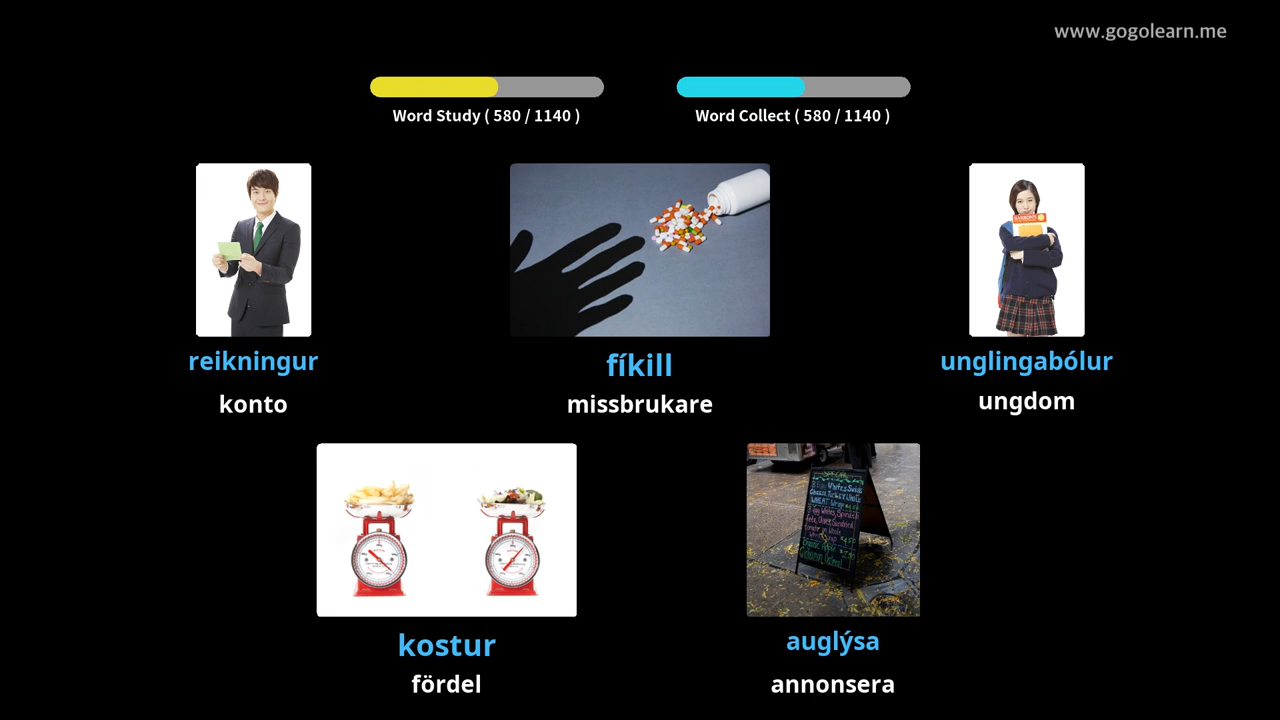 www.gogolearn.me
Word Study ( 580 / 1140 )
Word Collect ( 580 / 1140 )
reikningur
konto
fíkill
missbrukare
unglingabólur
ungdom
kostur
fördel
auglýsa
annonsera